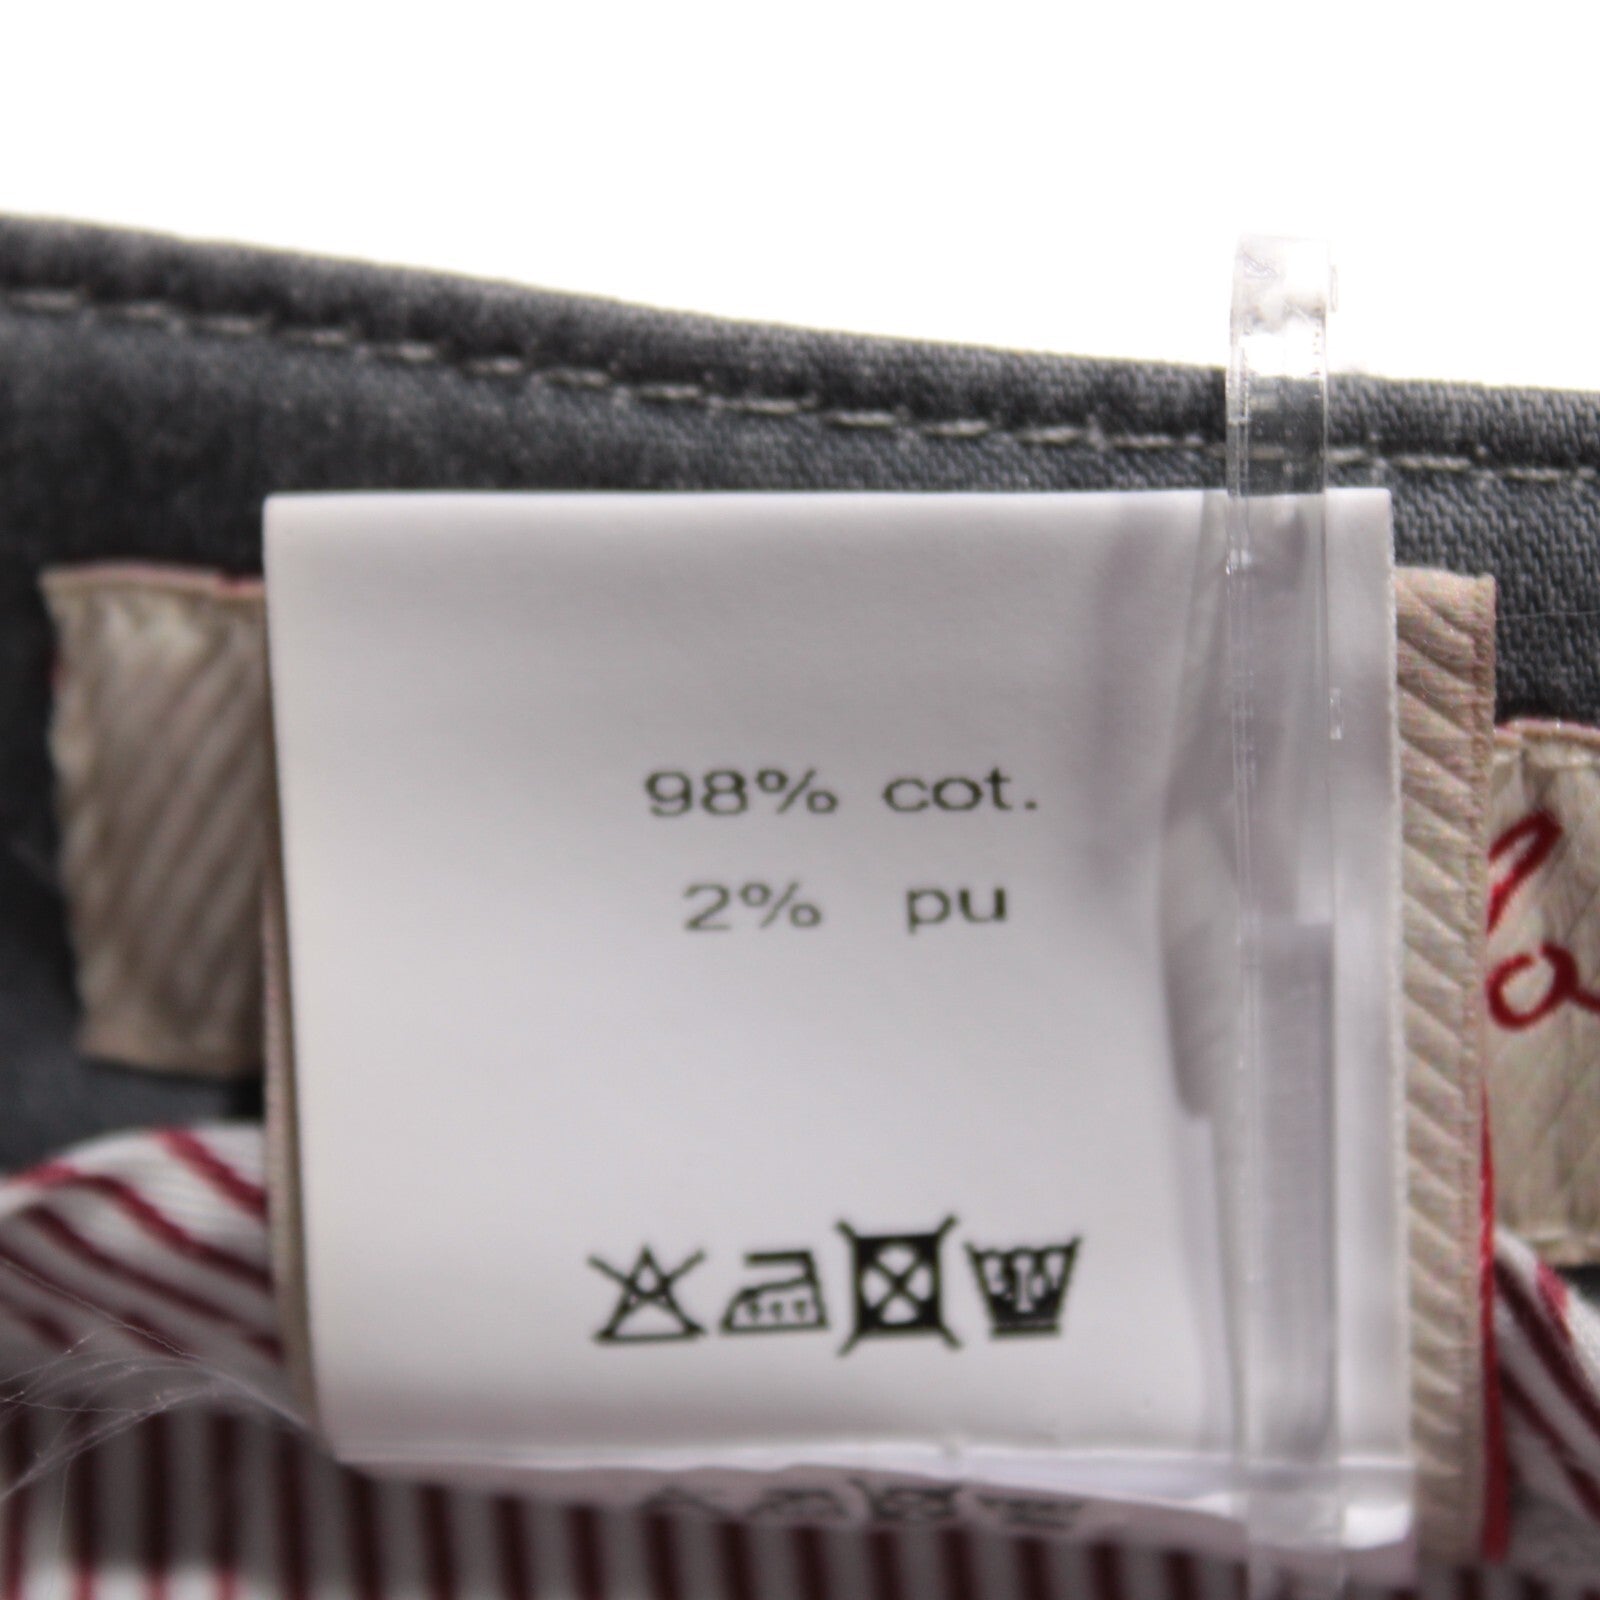 98% cot.
2% pu